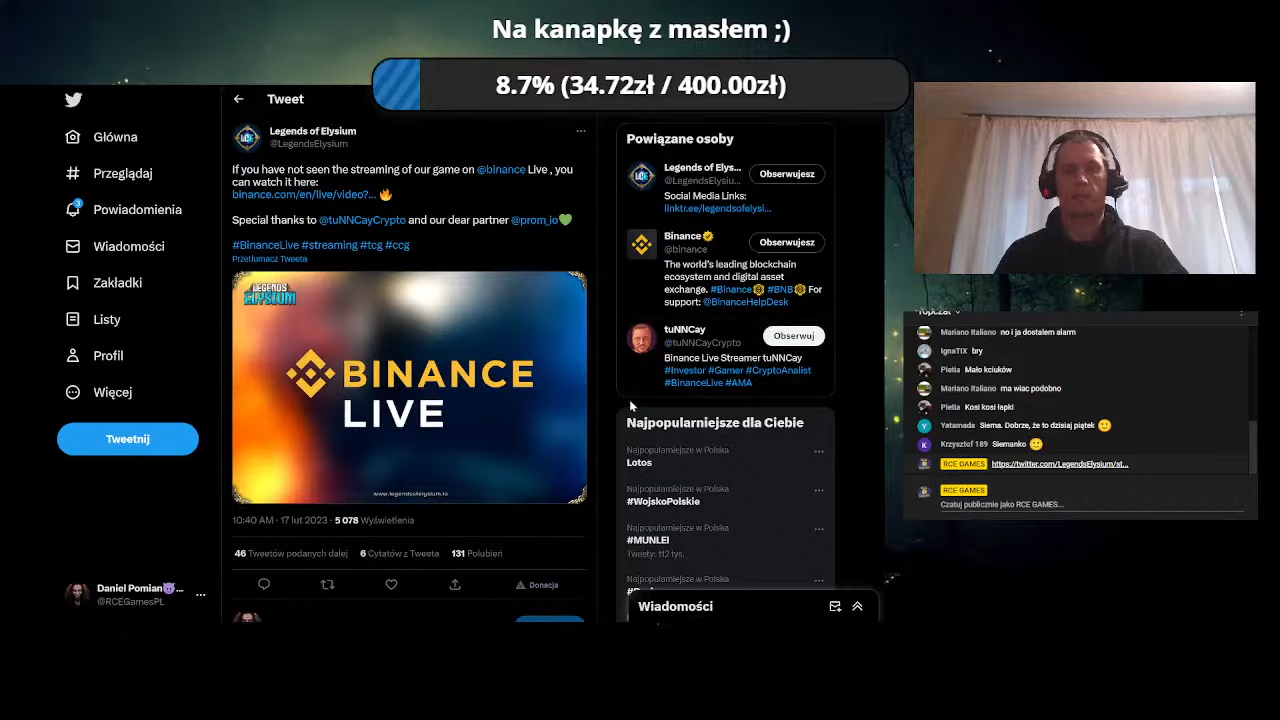 Na kanapkę z masłem ;)
8.7% (34.72zł / 400.00zł)
Główna
Przeglądaj
3
Powiadomienia
Wiadomości
Zakładki
Listy
Profil
Więcej
Tweetnij
Daniel Pomian😈...
@RCEGamesPL
Tweet
Legends of Elysium
@LegendsElysium
If you have not seen the streaming of our game on @binance Live , you
can watch it here:
binance.com/en/live/video?... 🔥
Special thanks to @tuNNCayCrypto and our dear partner @prom_io💚
#BinanceLive #streaming #tcg #ccg
Przetłumacz Tweeta
LEGENDS
ELYSIUM
BINANCE
LIVE
www.legendsofelysium.io
10:40 AM · 17 lut 2023 · 5 078 Wyświetlenia
46 Tweetów podanych dalej 6 Cytatów z Tweeta 131 Polubień
Donacja
Powiązane osoby
Legends of Elys...
@LegendsElysiu...
Obserwujesz
Social Media Links:
linktr.ee/legendsofelysi...
Binance
@binance
Obserwujesz
The world's leading blockchain
ecosystem and digital asset
exchange. #Binance #BNB For
support: @BinanceHelpDesk
tuNNCay
@tuNNCayCrypto
Obserwuj
Binance Live Streamer tuNNCay
#Investor #Gamer #CryptoAnalist
#BinanceLive #AMA
Najpopularniejsze dla Ciebie
Najpopularniejsze w Polska
Lotos
Najpopularniejsze w Polska
#WojskoPolskie
Najpopularniejsze w Polska
#MUNLEI
Tweety: 112 tys.
Najpopularniejsze w Polska
Wiadomości
Topczat
Mariano Italiano no i ja dostalem alarm
IgnaTIX bry
Pietia Mało kciuków
Mariano Italiano ma wiac podobno
Pietia Kosi kosi łapki
Yatamada Siema. Dobrze, że to dzisiaj piątek 🙂
Krzysztof 189 Siemanko 🙂
RCE GAMES https://twitter.com/LegendsElysium/st...
RCE GAMES
Czatuj publicznie jako RCE GAMES...